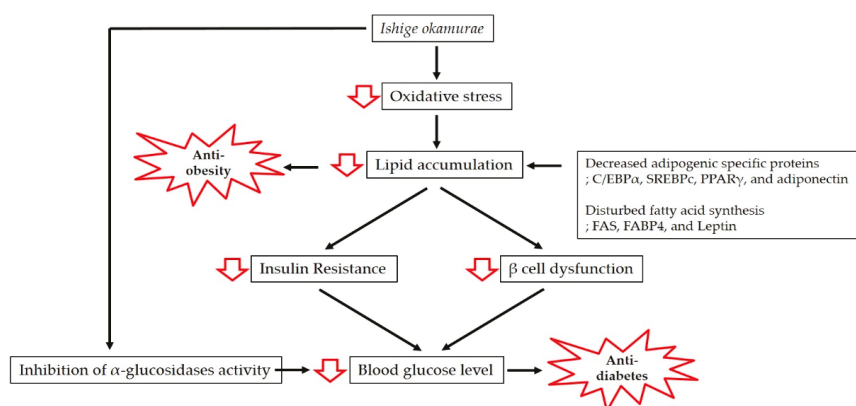 Ishige okamurae
Oxidative stress
Anti-
obesity
Lipid accumulation
Decreased adipogenic specific proteins
; C/EBPα, SREBPc, PPARγ, and adiponectin
Disturbed fatty acid synthesis
; FAS, FABP4, and Leptin
Insulin Resistance
β cell dysfunction
Inhibition of α-glucosidases activity
Blood glucose level
Anti-
diabetes